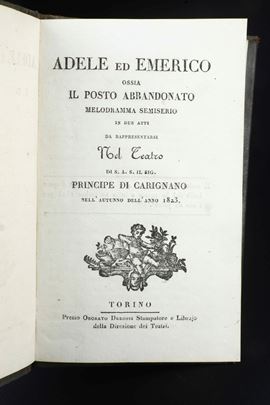 ADELE ED EMERICO
OSSIA
IL POSTO ABBANDONATO
MELODRAMMA SEMISERIO
IN DUE ATTI
DA RAPPRESENTARSI
Nel Teatro
DI S. A. S. IL SIG.
PRINCIPE DI CARIGNANO
NELL'AUTUNNO DELL'ANNO 1823.
TORINO
Presso ONORATO DEROSSI Stampatore e Librajo
della Direzione dei Teatri.